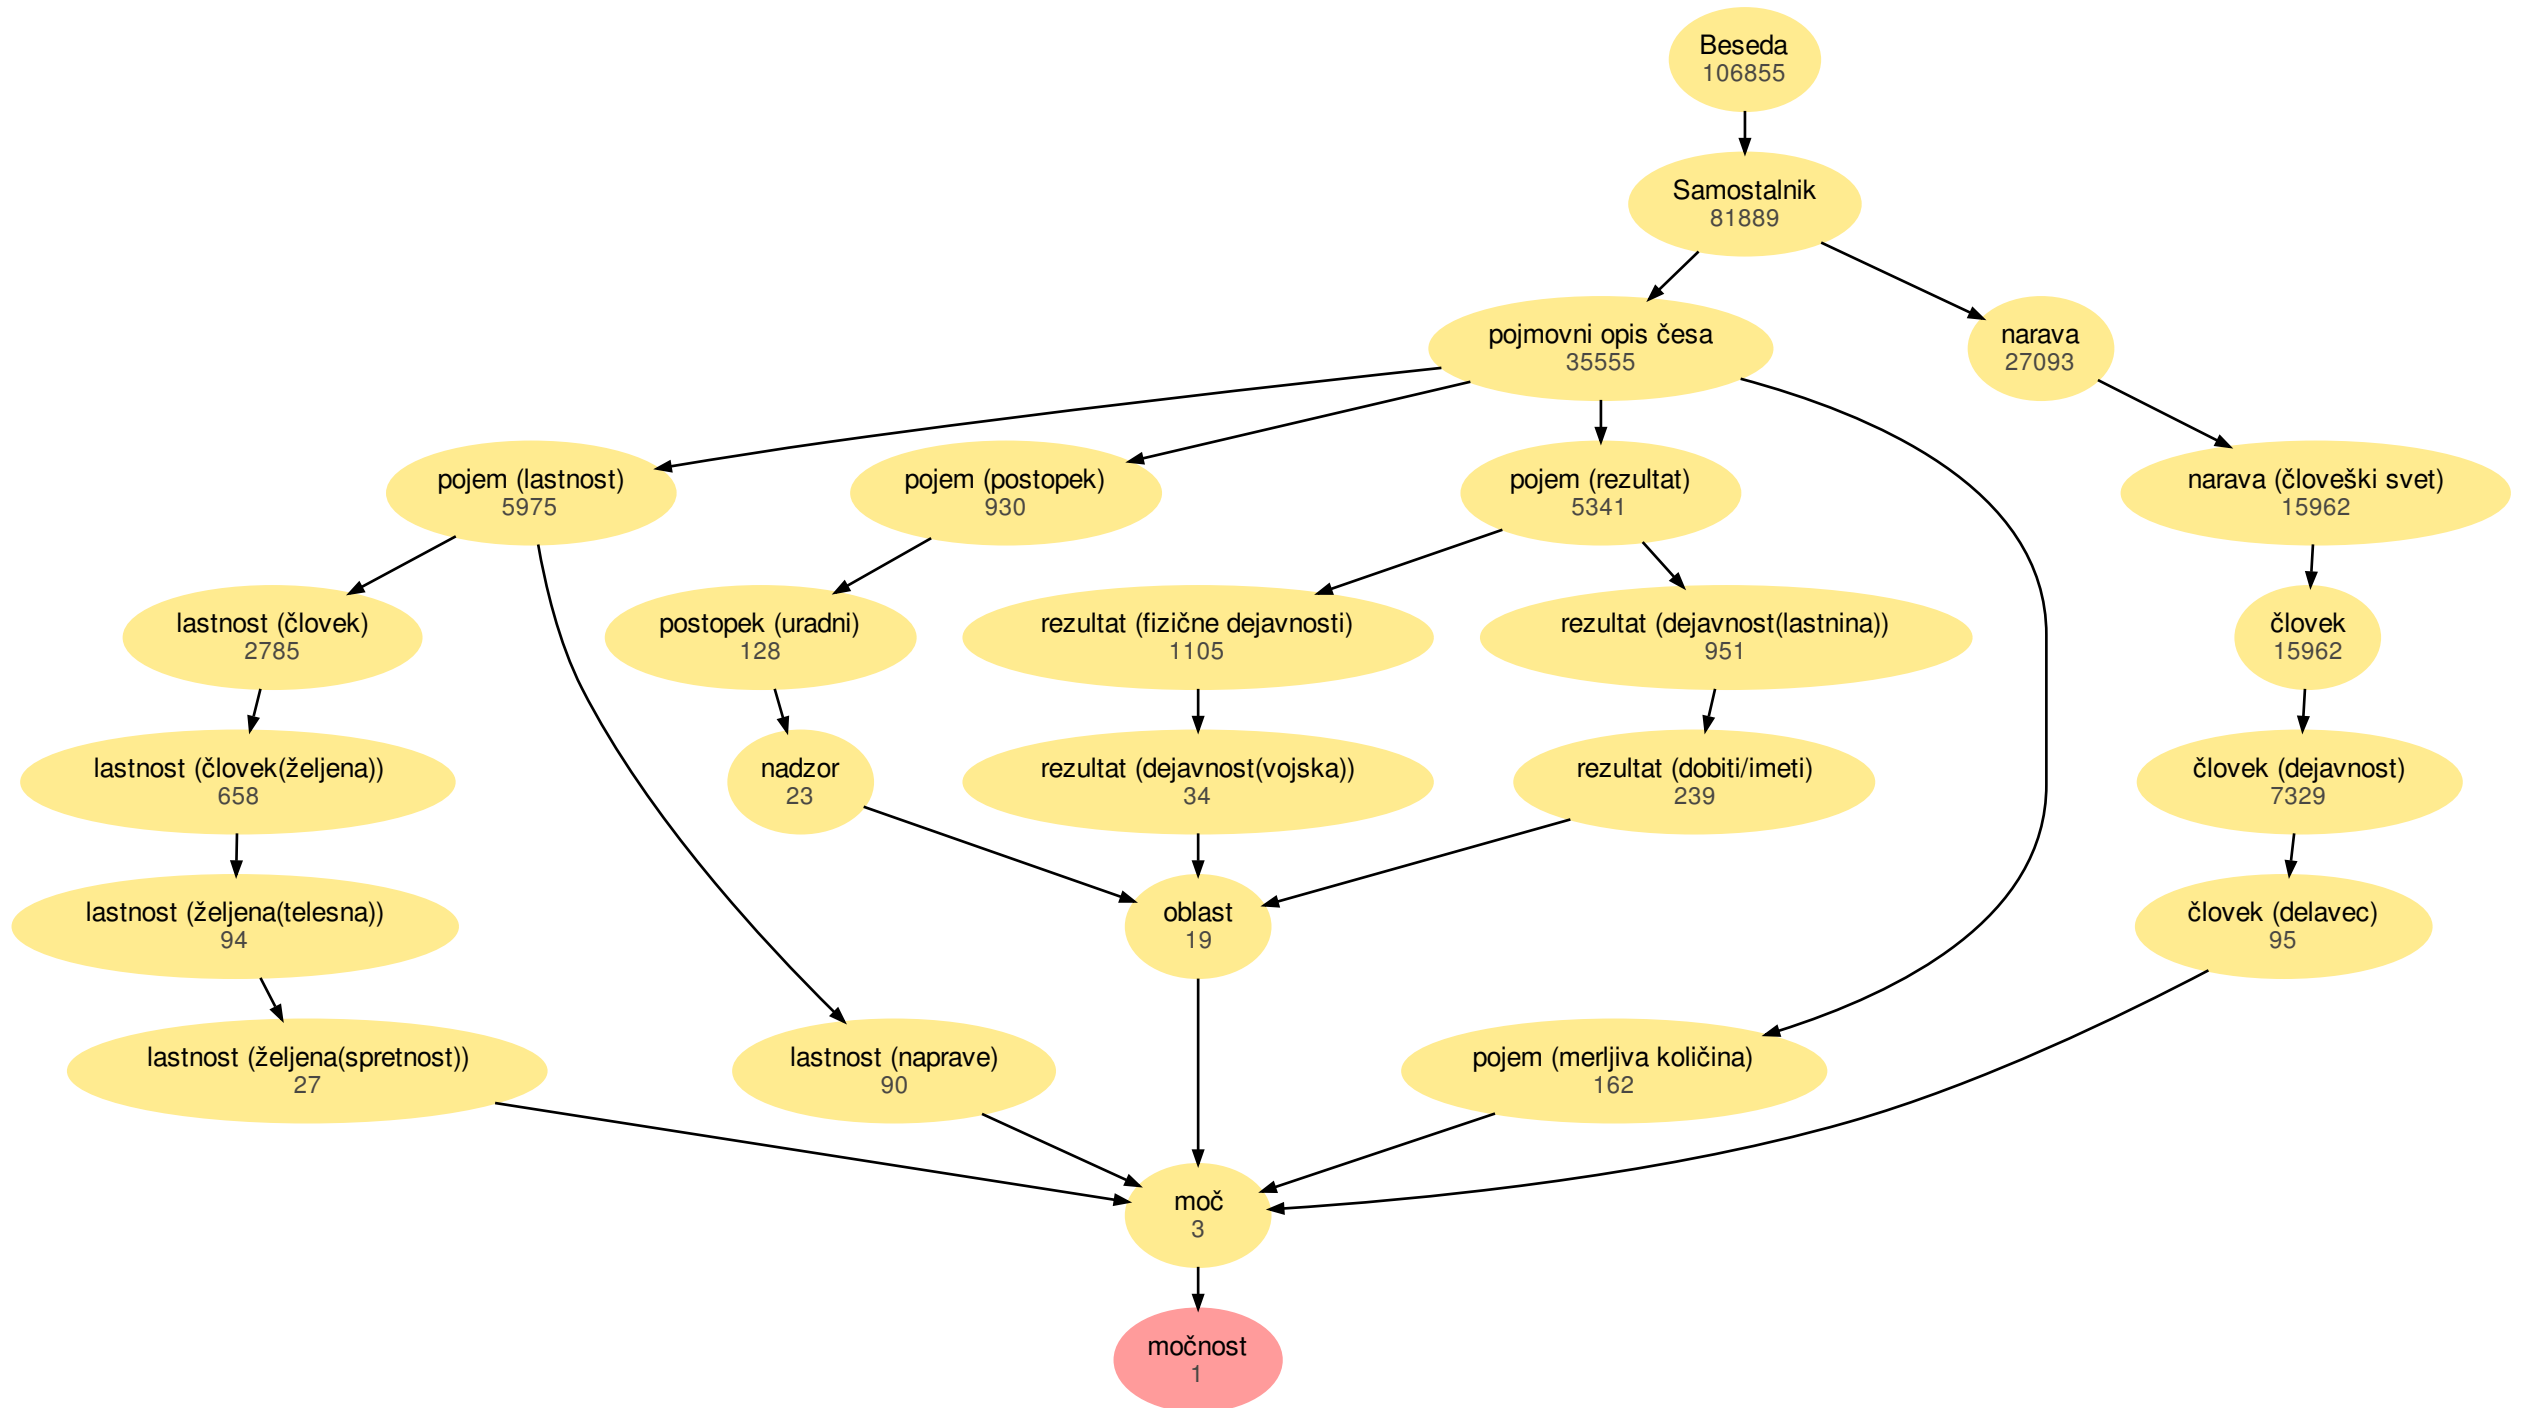 Beseda
106855
Samostalnik
81889
pojmovni opis česa
35555
narava
27093
pojem (lastnost)
5975
pojem (postopek)
930
pojem (rezultat)
5341
narava (človeški svet)
15962
lastnost (človek)
2785
postopek (uradni)
128
rezultat (fizične dejavnosti)
1105
rezultat (dejavnost(lastnina))
951
človek
15962
lastnost (človek(željena))
658
nadzor
23
rezultat (dejavnost(vojska))
34
rezultat (dobiti/imeti)
239
človek (dejavnost)
7329
lastnost (željena(telesna))
94
oblast
19
človek (delavec)
95
lastnost (željena(spretnost))
27
lastnost (naprave)
90
pojem (merljiva količina)
162
moč
3
močnost
1